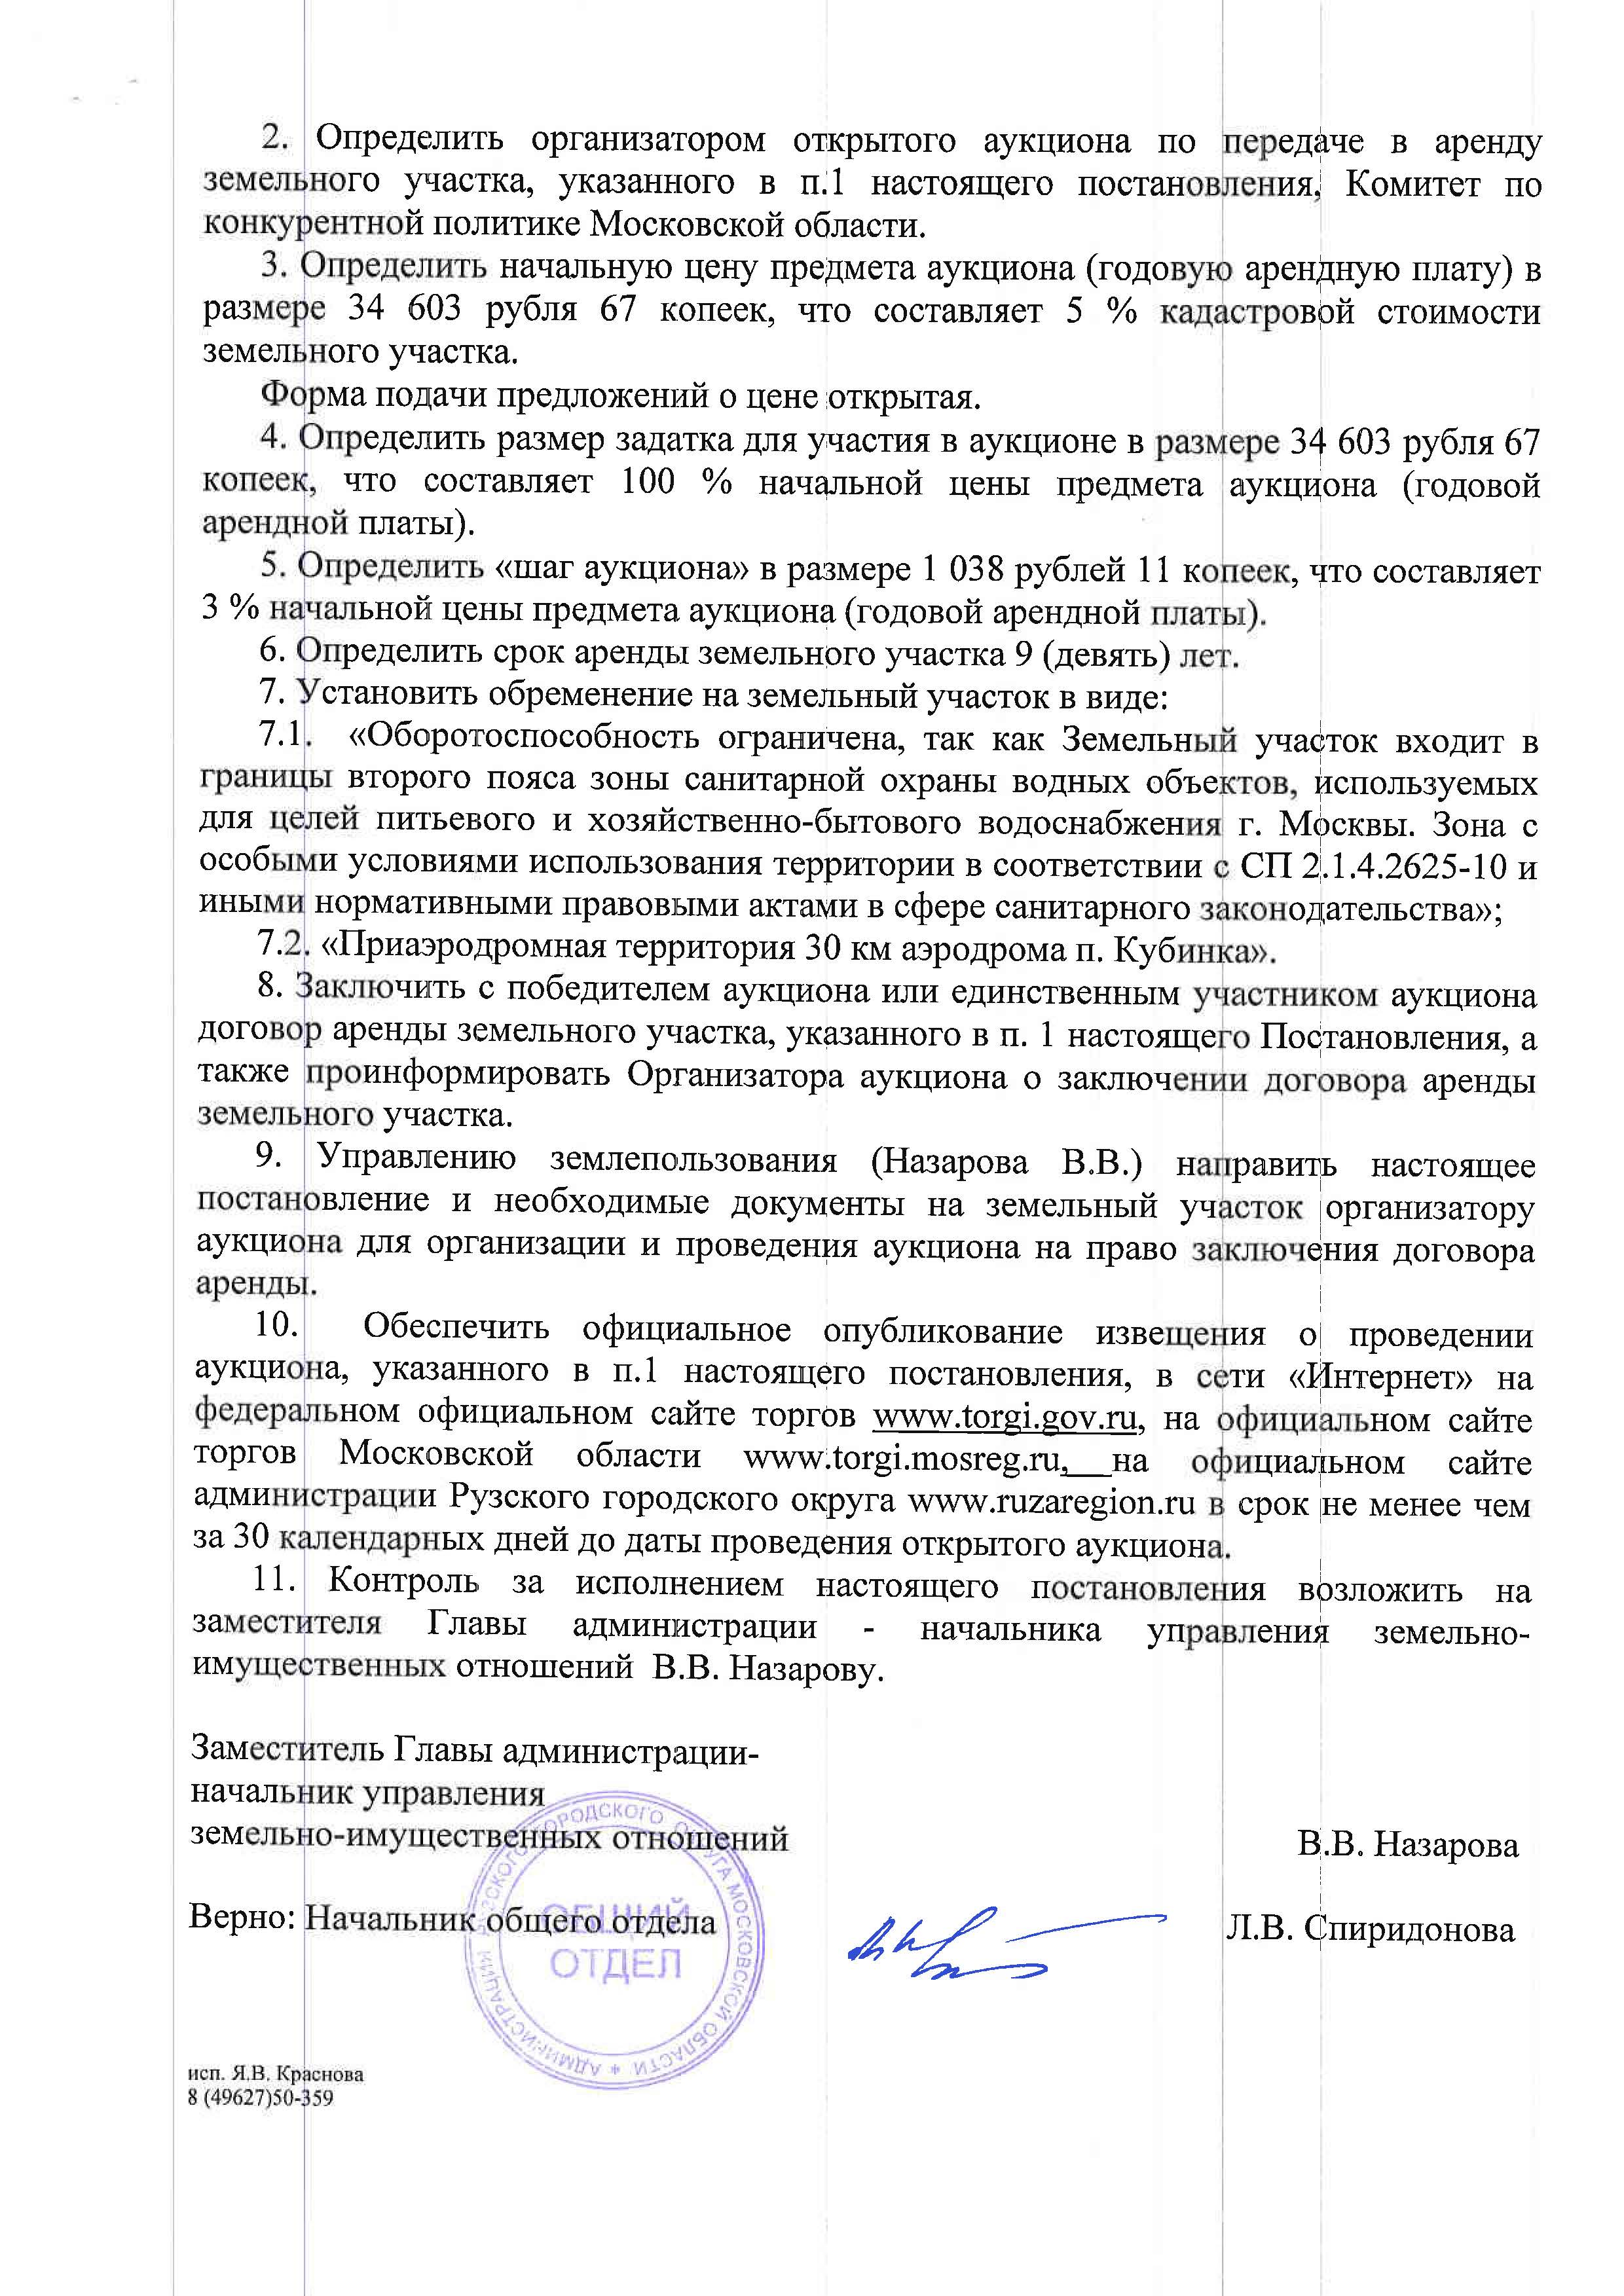 2. Определить организатором открытого аукциона по передаче в аренду
земельного участка, указанного в п.1 настоящего постановления, Комитет по
конкурентной политике Московской области.
3. Определить начальную цену предмета аукциона (годовую арендную плату) в
размере 34 603 рубля 67 копеек, что составляет 5 % кадастровой стоимости
земельного участка.
Форма подачи предложений о цене открытая.
4. Определить размер задатка для участия в аукционе в размере 34 603 рубля 67
копеек, что составляет 100 % начальной цены предмета аукциона (годовой
арендной платы).
5. Определить «шаг аукциона» в размере 1 038 рублей 11 копеек, что составляет
3 % начальной цены предмета аукциона (годовой арендной платы).
6. Определить срок аренды земельного участка 9 (девять) лет.
7. Установить обременение на земельный участок в виде:
7.1. «Оборотоспособность ограничена, так как Земельный участок входит в
границы второго пояса зоны санитарной охраны водных объектов, используемых
для целей питьевого и хозяйственно-бытового водоснабжения г. Москвы. Зона с
особыми условиями использования территории в соответствии с СП 2.1.4.2625-10 и
иными нормативными правовыми актами в сфере санитарного законодательства»;
7.2. «Приаэродромная территория 30 км аэродрома п. Кубинка».
8. Заключить с победителем аукциона или единственным участником аукциона
договор аренды земельного участка, указанного в п. 1 настоящего Постановления, а
также проинформировать Организатора аукциона о заключении договора аренды
земельного участка.
9. Управлению землепользования (Назарова В.В.) направить настоящее
постановление и необходимые документы на земельный участок организатору
аукциона для организации и проведения аукциона на право заключения договора
аренды.
10. Обеспечить официальное опубликование извещения о проведении
аукциона, указанного в п.1 настоящего постановления, в сети «Интернет» на
федеральном официальном сайте торгов www.torgi.gov.ru, на официальном сайте
торгов Московской области www.torgi.mosreg.ru, на официальном сайте
администрации Рузского городского округа www.ruzaregion.ru в срок не менее чем
за 30 календарных дней до даты проведения открытого аукциона.
11. Контроль за исполнением настоящего постановления возложить на
заместителя Главы администрации - начальника управления земельно-
имущественных отношений В.В. Назарову.
Заместитель Главы администрации-
начальник управления
земельно-имущественных отношений В.В. Назарова
Верно: Начальник общего отдела Л.В. Спиридонова
ОБЩИЙ
ОТДЕЛ
АДМИНИСТРАЦИИ РУЗСКОГО ГОРОДСКОГО ОКРУГА МОСКОВСКОЙ ОБЛАСТИ *
исп. Я.В. Краснова
8 (49627)50-359